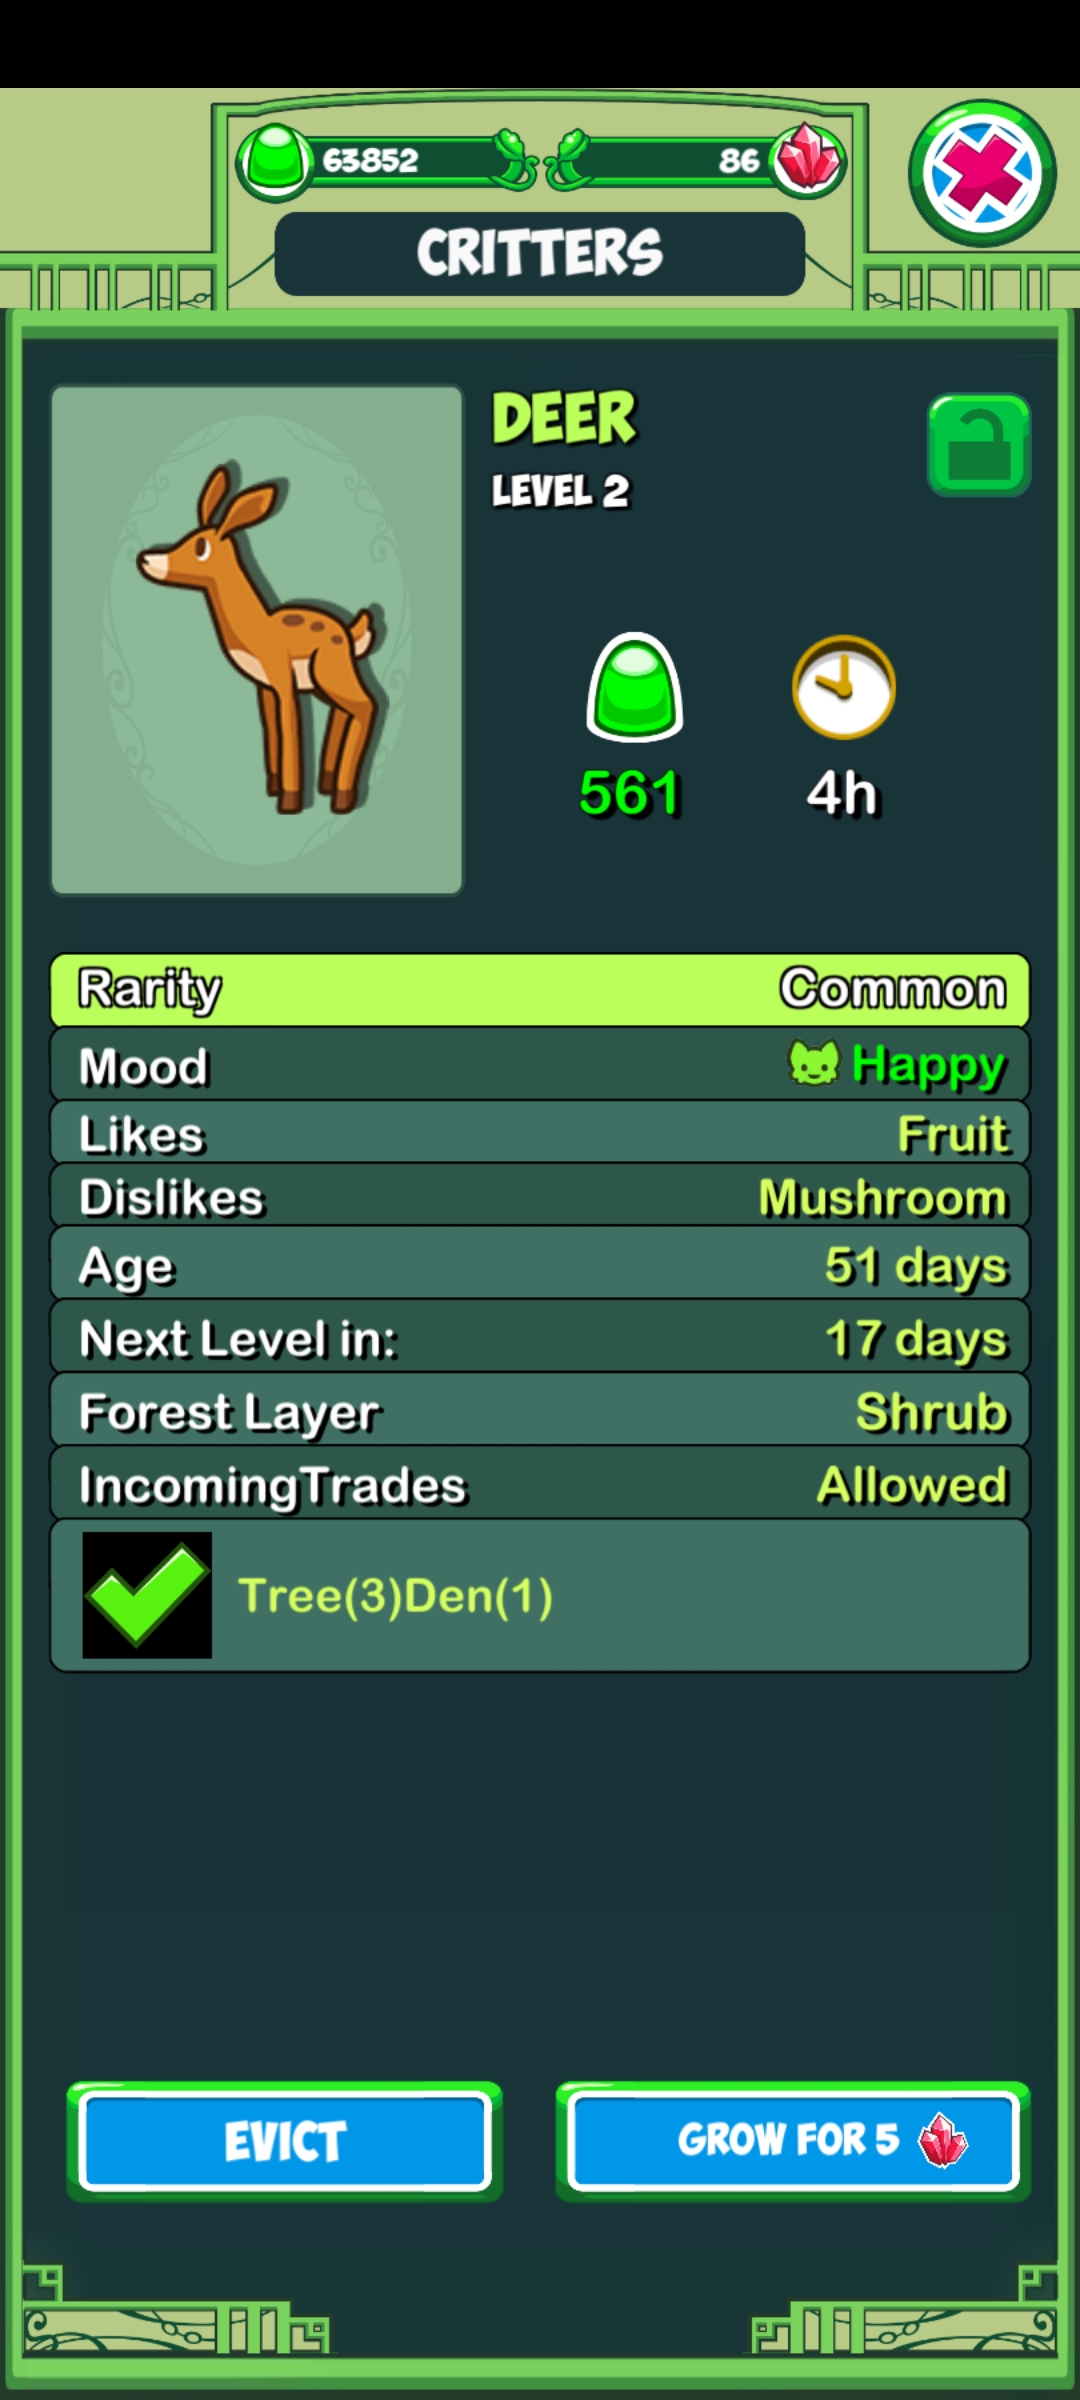 63852 86
CRITTERS
DEER
LEVEL 2
561 4h
Rarity Common
Mood Happy
Likes Fruit
Dislikes Mushroom
Age 51 days
Next Level in: 17 days
Forest Layer Shrub
IncomingTrades Allowed
Tree(3)Den(1)
EVICT GROW FOR 5